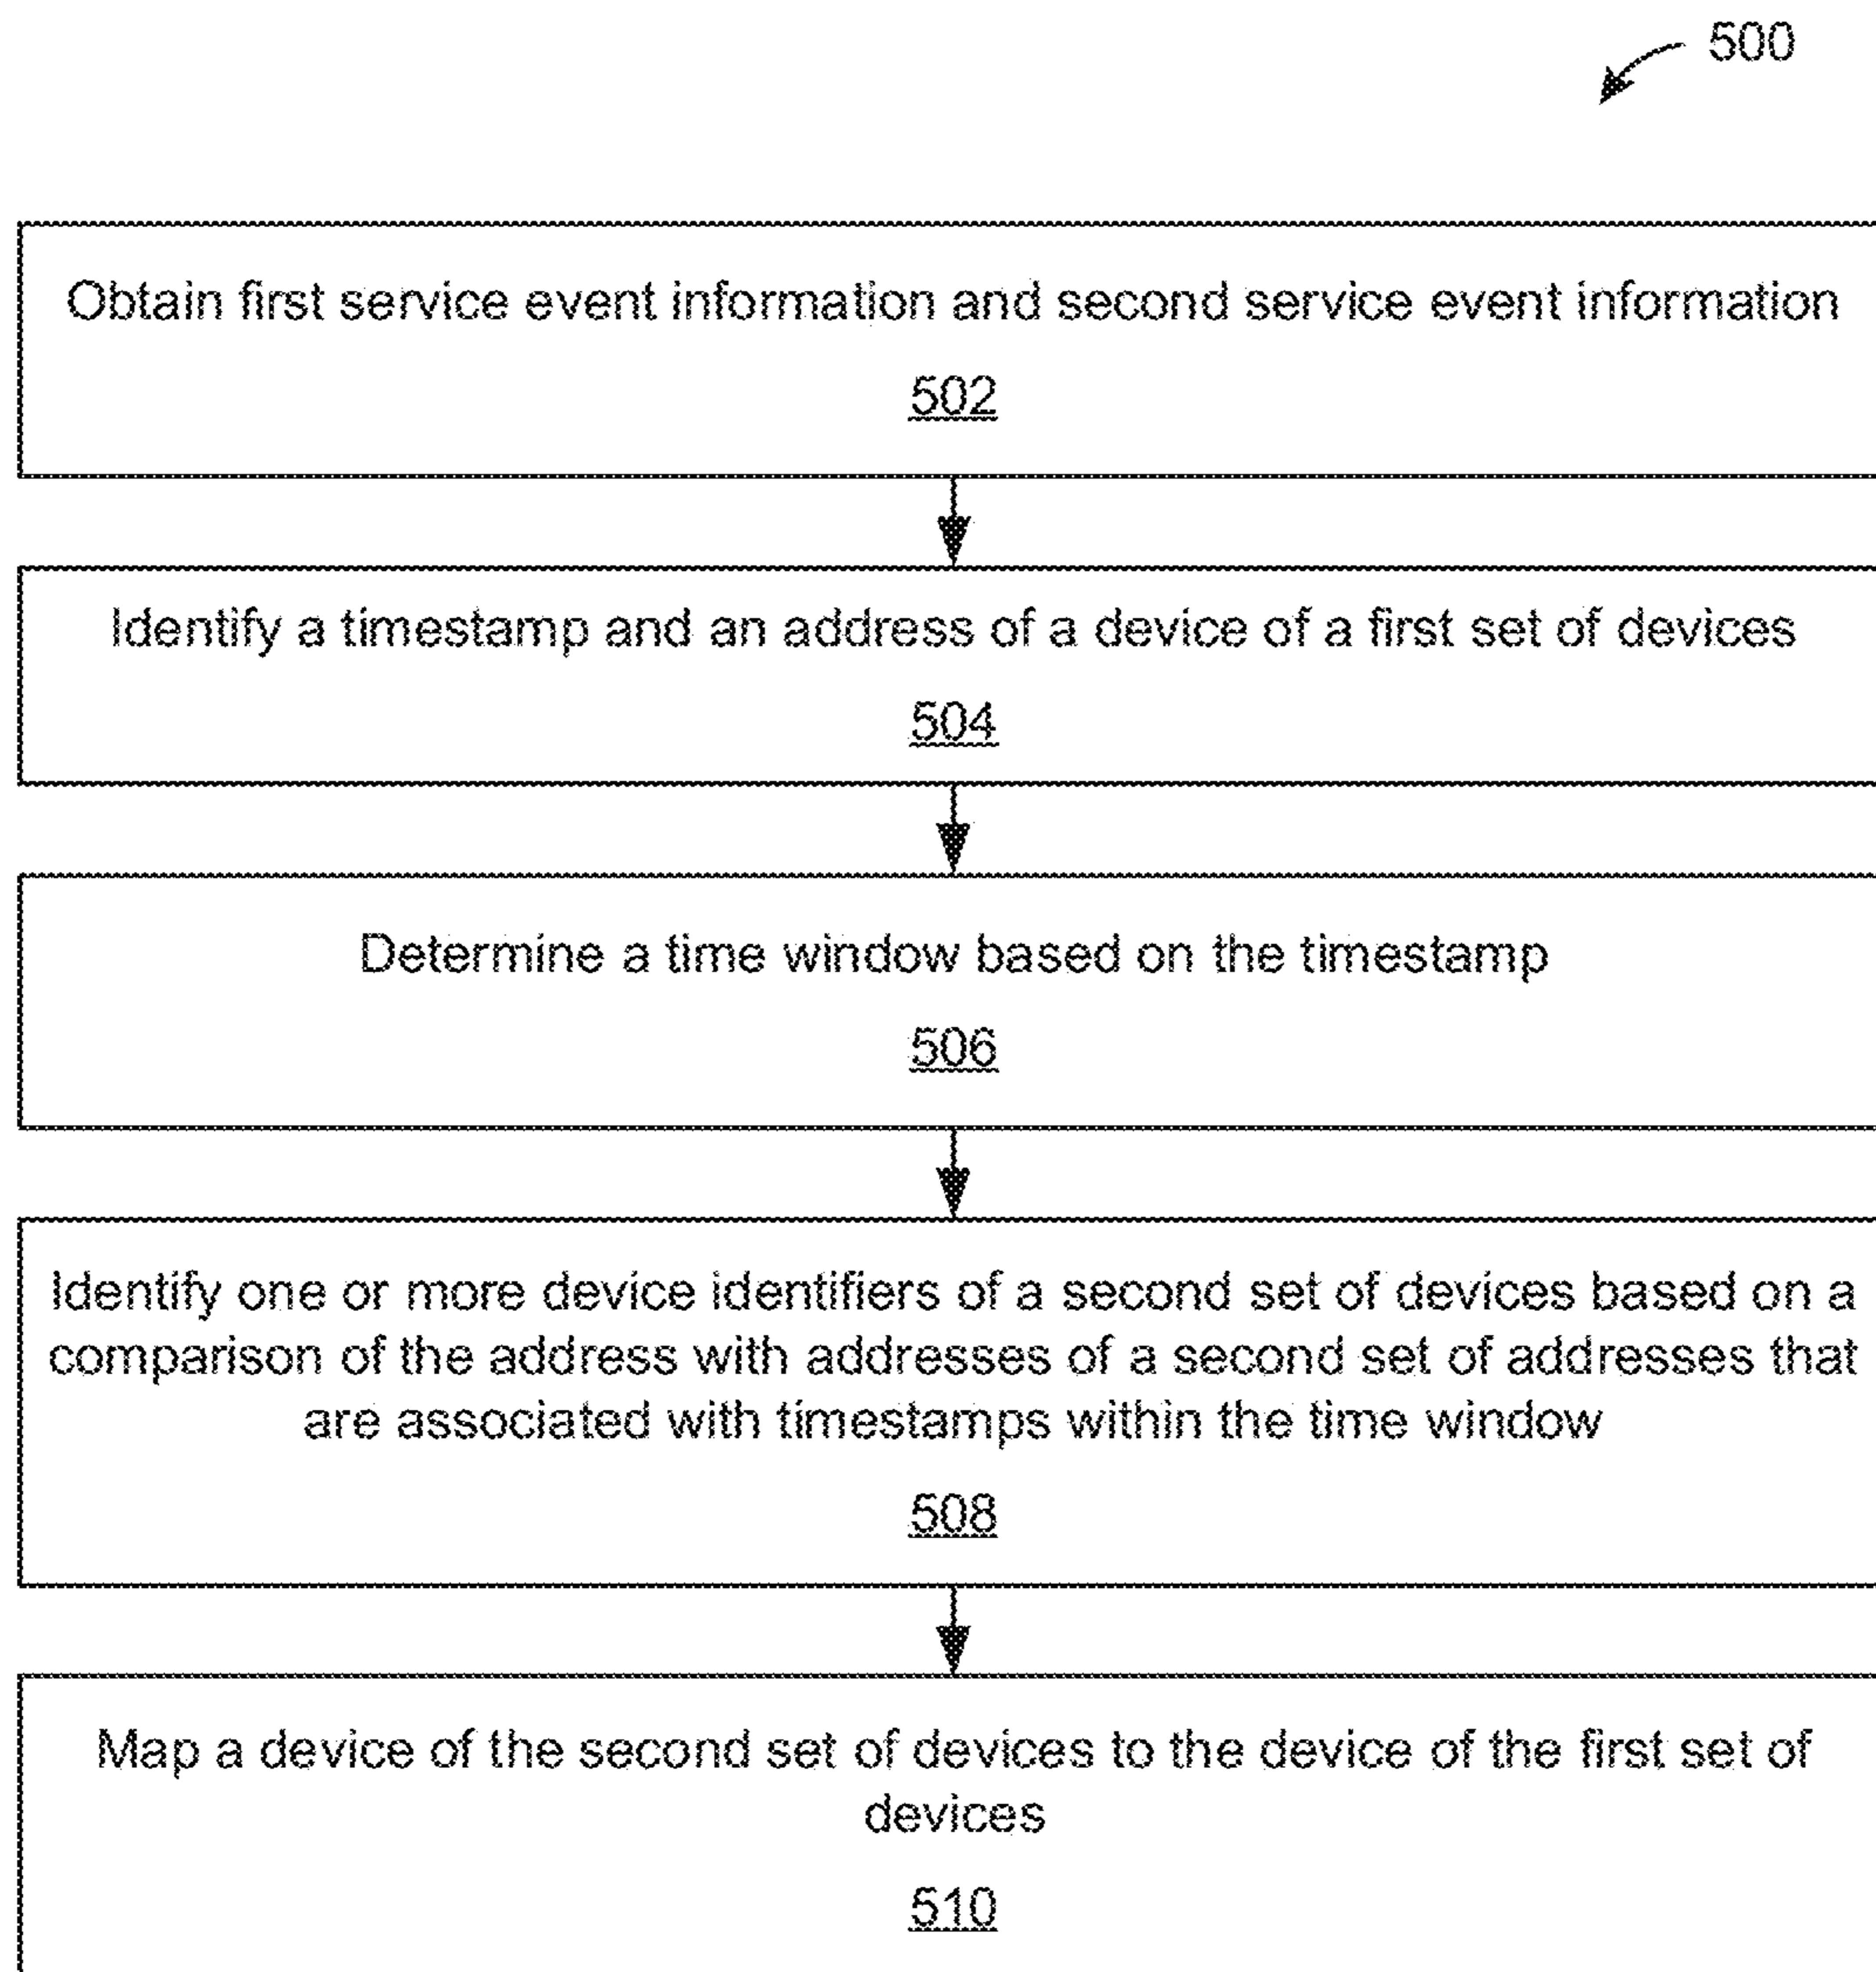 500
Obtain first service event information and second service event information
502
Identify a timestamp and an address of a device of a first set of devices
504
Determine a time window based on the timestamp
506
Identify one or more device identifiers of a second set of devices based on a
comparison of the address with addresses of a second set of addresses that
are associated with timestamps within the time window
508
Map a device of the second set of devices to the device of the first set of
devices
510